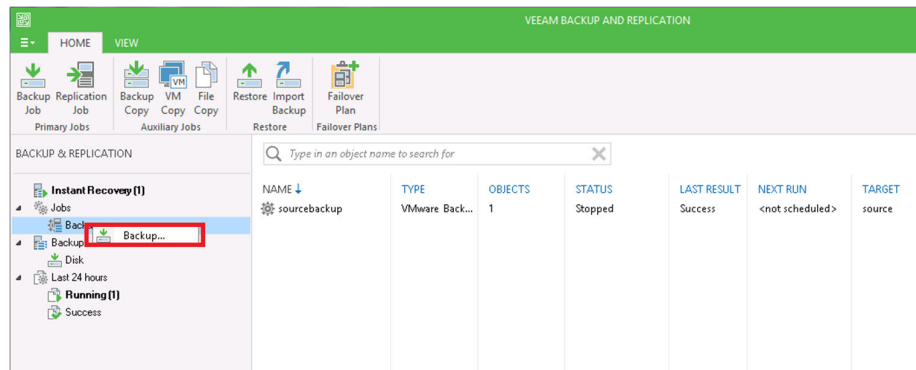 VEEAM BACKUP AND REPLICATION
HOME VIEW
Backup Job
Replication Job
Primary Jobs
Backup Copy
VM Copy
File Copy
VM
Auxiliary Jobs
Restore
Import Backup
Restore
Failover Plan
Failover Plans
BACKUP & REPLICATION
Type in an object name to search for
Instant Recovery (1)
Jobs
Backup...
Backup
Disk
Last 24 hours
Running (1)
Success
NAME TYPE OBJECTS STATUS LAST RESULT NEXT RUN TARGET
sourcebackup VMware Back... 1 Stopped Success <not scheduled> source